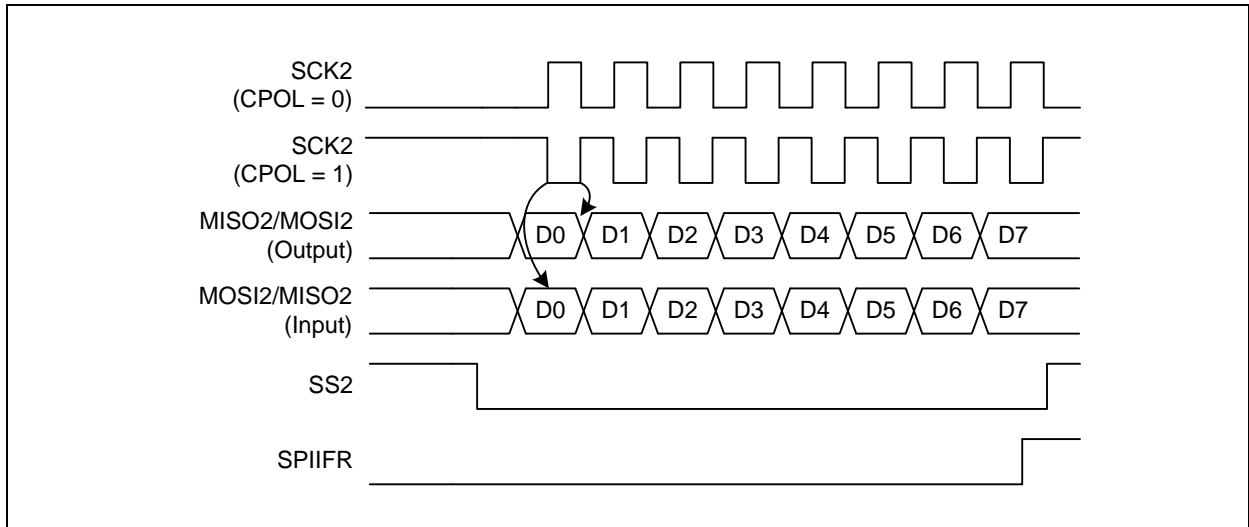 SCK2
(CPOL = 0)
SCK2
(CPOL = 1)
MISO2/MOSI2
(Output)
D0 D1 D2 D3 D4 D5 D6 D7
MOSI2/MISO2
(Input)
D0 D1 D2 D3 D4 D5 D6 D7
SS2
SPIIFR